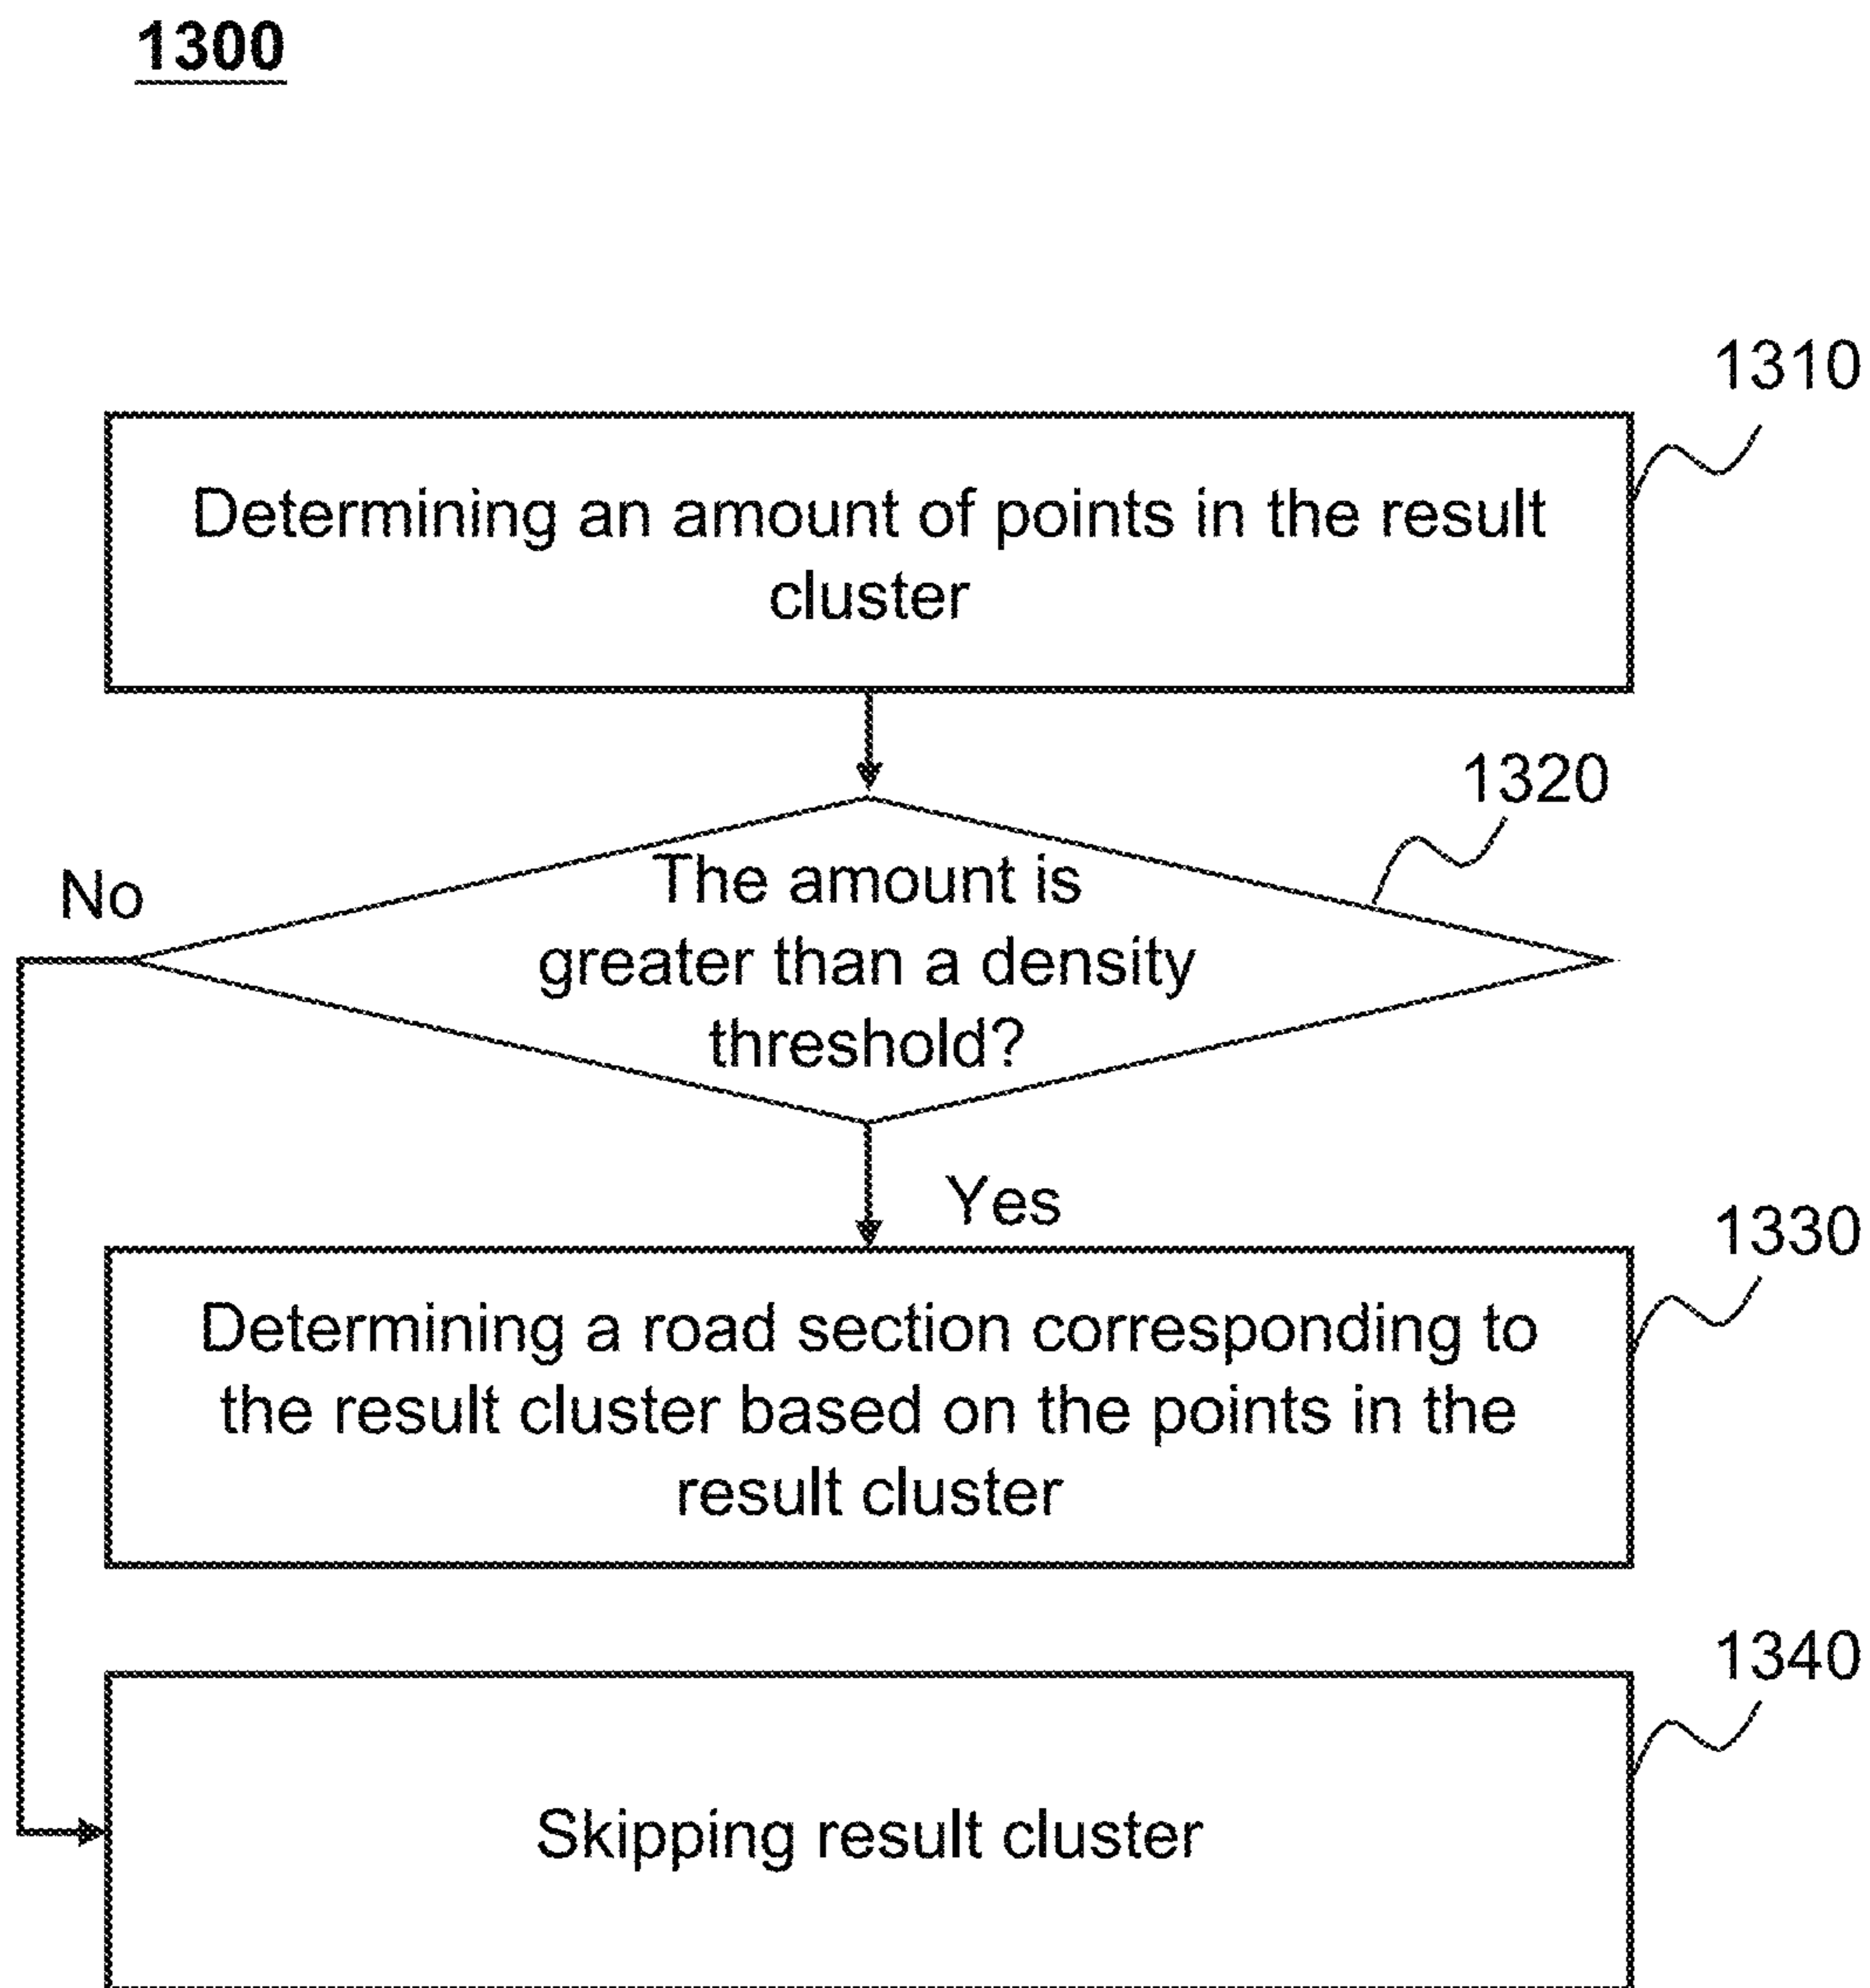 1300
1310
Determining an amount of points in the result
cluster
1320
The amount is
greater than a density
threshold?
No
Yes
1330
Determining a road section corresponding to
the result cluster based on the points in the
result cluster
1340
Skipping result cluster